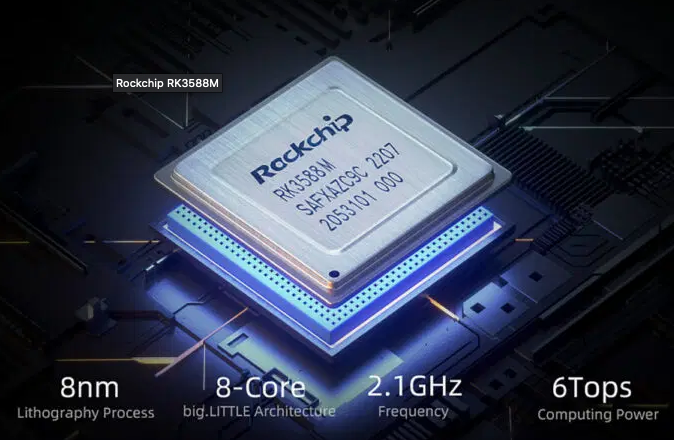 Rockchip RK3588M
Rockchip
RK3588M
SAFXAZC9C 2207
2053101 000
8nm
Lithography Process
8-Core
big.LITTLE Architecture
2.1GHz
Frequency
6Tops
Computing Power